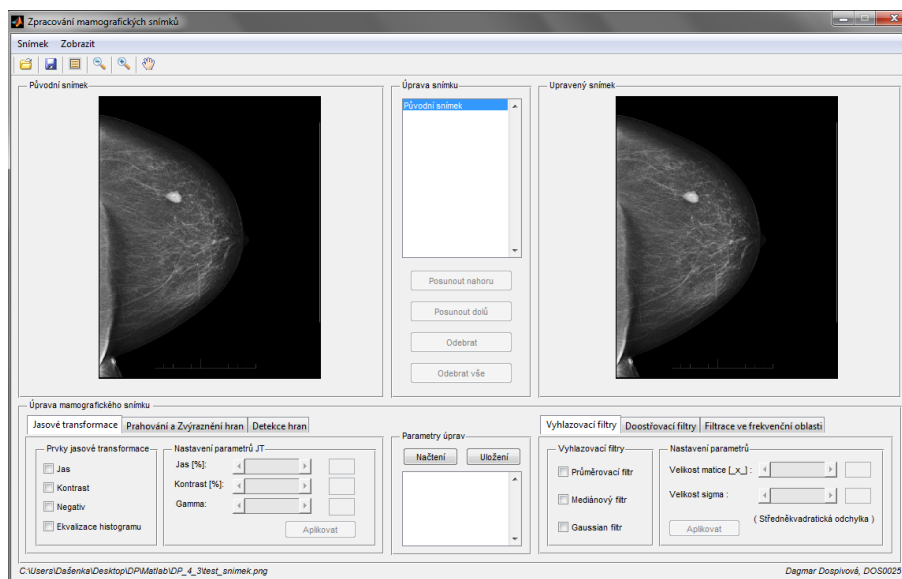 Zpracování mamografických snímků
Snímek Zobrazit
Původní snímek
Úprava snímku
Původní snímek
Posunout nahoru
Posunout dolů
Odebrat
Odebrat vše
Upravený snímek
Úprava mamografického snímku
Jasové transformace Prahování a Zvýraznění hran Detekce hran
Prvky jasové transformace
Jas
Kontrast
Negativ
Ekvalizace histogramu
Nastavení parametrů JT
Jas [%]:
Kontrast [%]:
Gamma:
Aplikovat
Parametry úprav
Načtení Uložení
Vyhlazovací filtry Doostřovací filtry Filtrace ve frekvenční oblasti
Vyhlazovací filtry
Průměrovací filtr
Mediánový filtr
Gaussian filtr
Nastavení parametrů
Velikost matice [_x_] :
Velikost sigma :
( Středněkvadratická odchylka )
Aplikovat
C:\Users\Dašenka\Desktop\DP\Matlab\DP_4_3\test_snimek.png
Dagmar Dospivová, DOS0025